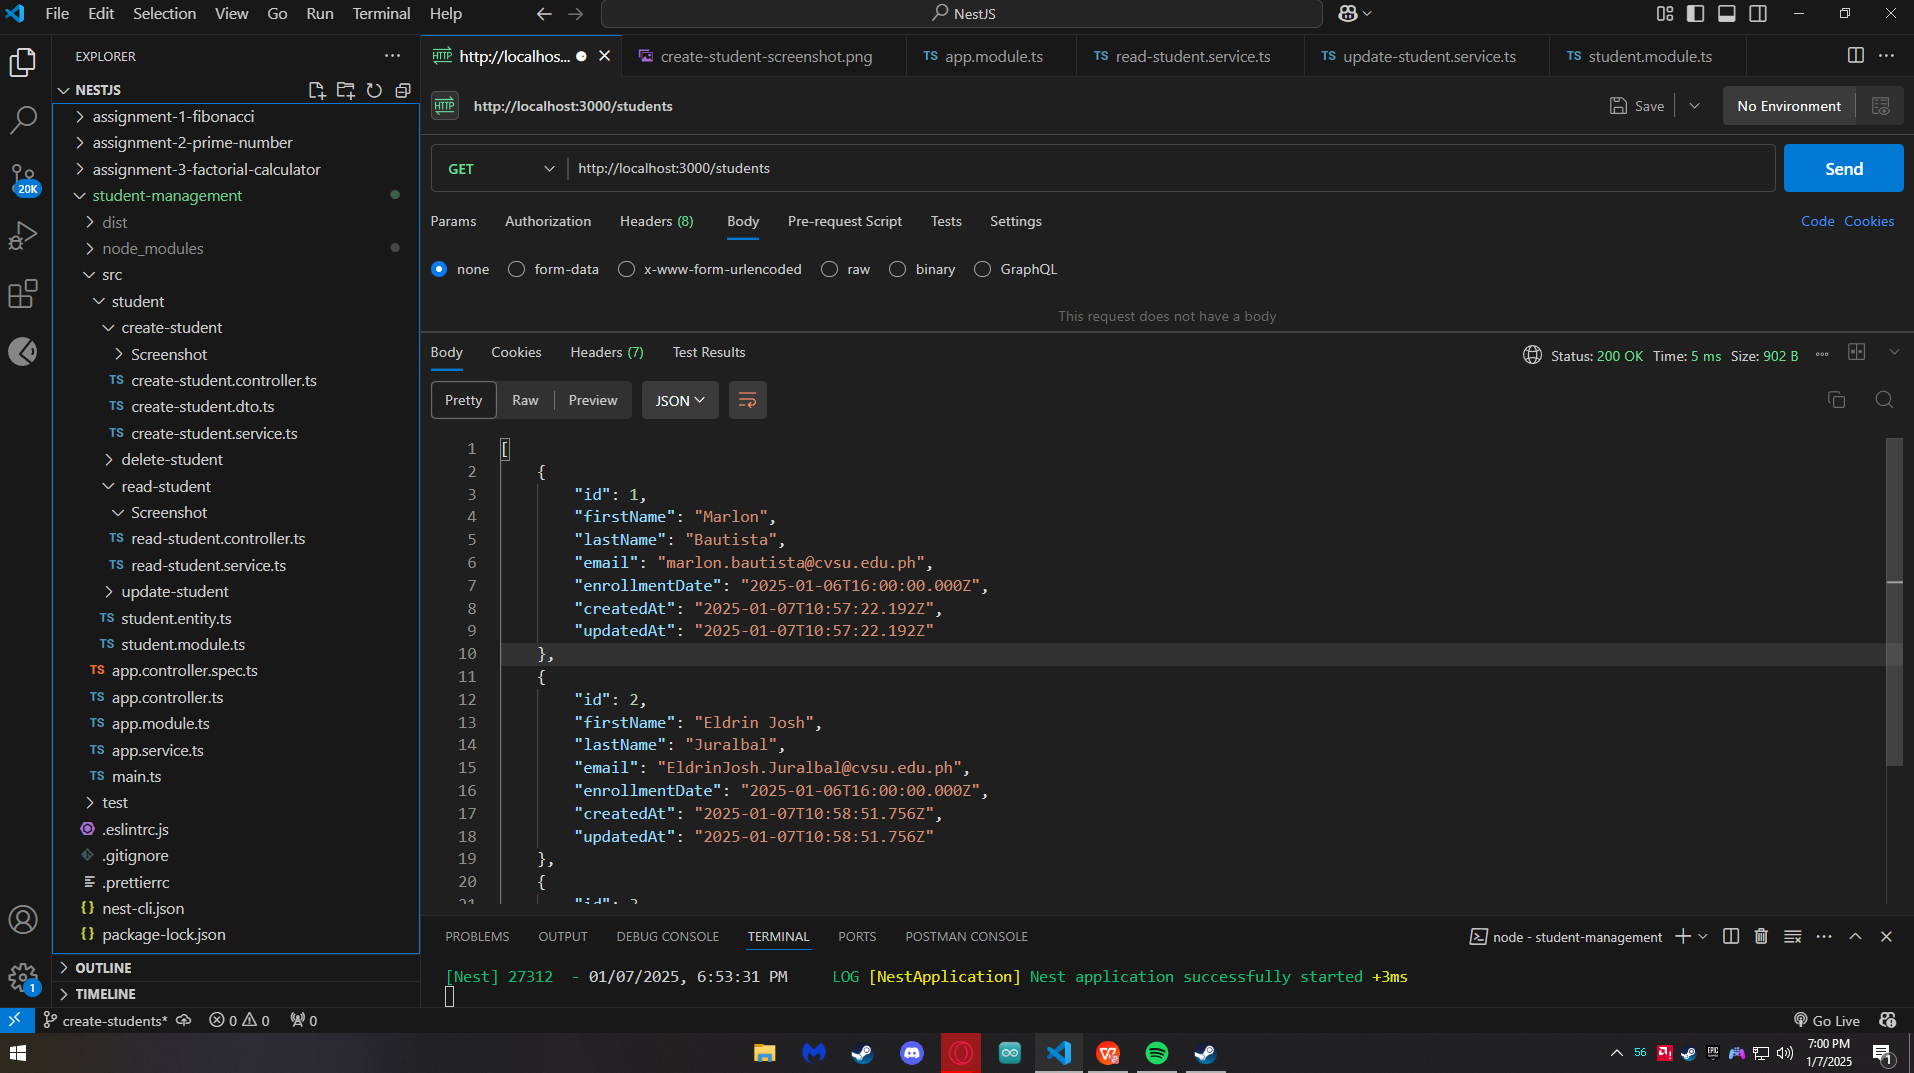 File Edit Selection View Go Run Terminal Help
NestJS
EXPLORER
NESTJS
assignment-1-fibonacci
assignment-2-prime-number
assignment-3-factorial-calculator
student-management
dist
node_modules
src
student
create-student
Screenshot
TS create-student.controller.ts
TS create-student.dto.ts
TS create-student.service.ts
delete-student
read-student
Screenshot
TS read-student.controller.ts
TS read-student.service.ts
update-student
TS student.entity.ts
TS student.module.ts
TS app.controller.spec.ts
TS app.controller.ts
TS app.module.ts
TS app.service.ts
TS main.ts
test
.eslintrc.js
.gitignore
.prettierrc
{} nest-cli.json
{} package-lock.json
OUTLINE
TIMELINE
20K
1
HTTP http://localhos... create-student-screenshot.png TS app.module.ts TS read-student.service.ts TS update-student.service.ts TS student.module.ts
HTTP http://localhost:3000/students Save No Environment
GET http://localhost:3000/students Send
Params Authorization Headers (8) Body Pre-request Script Tests Settings Code Cookies
none form-data x-www-form-urlencoded raw binary GraphQL
This request does not have a body
Body Cookies Headers (7) Test Results Status: 200 OK Time: 5 ms Size: 902 B
Pretty Raw Preview JSON
1 [
2 {
3 "id": 1,
4 "firstName": "Marlon",
5 "lastName": "Bautista",
6 "email": "marlon.bautista@cvsu.edu.ph",
7 "enrollmentDate": "2025-01-06T16:00:00.000Z",
8 "createdAt": "2025-01-07T10:57:22.192Z",
9 "updatedAt": "2025-01-07T10:57:22.192Z"
10 },
11 {
12 "id": 2,
13 "firstName": "Eldrin Josh",
14 "lastName": "Juralbal",
15 "email": "EldrinJosh.Juralbal@cvsu.edu.ph",
16 "enrollmentDate": "2025-01-06T16:00:00.000Z",
17 "createdAt": "2025-01-07T10:58:51.756Z",
18 "updatedAt": "2025-01-07T10:58:51.756Z"
19 },
20 {
21 "id": 3
PROBLEMS OUTPUT DEBUG CONSOLE TERMINAL PORTS POSTMAN CONSOLE node - student-management
[Nest] 27312 - 01/07/2025, 6:53:31 PM LOG [NestApplication] Nest application successfully started +3ms
create-students* 0 0 0 Go Live
56
7:00 PM
1/7/2025
1